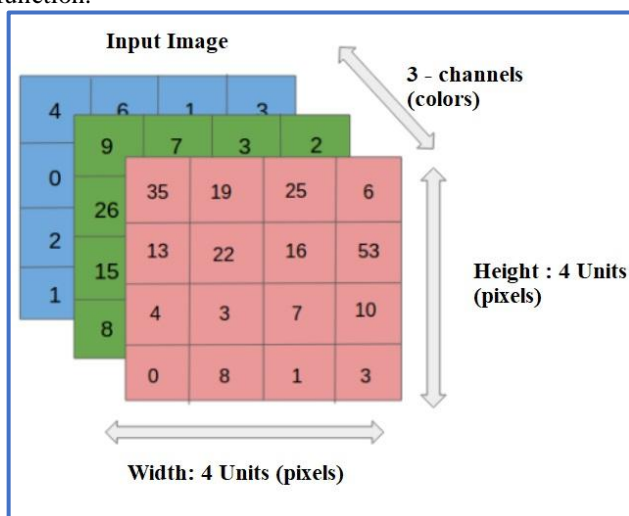 Input Image
3 - channels
(colors)
4 6 1 3
0
2
1
9 7 3 2
26
15
8
35 19 25 6
13 22 16 53
4 3 7 10
0 8 1 3
Height : 4 Units
(pixels)
Width: 4 Units (pixels)